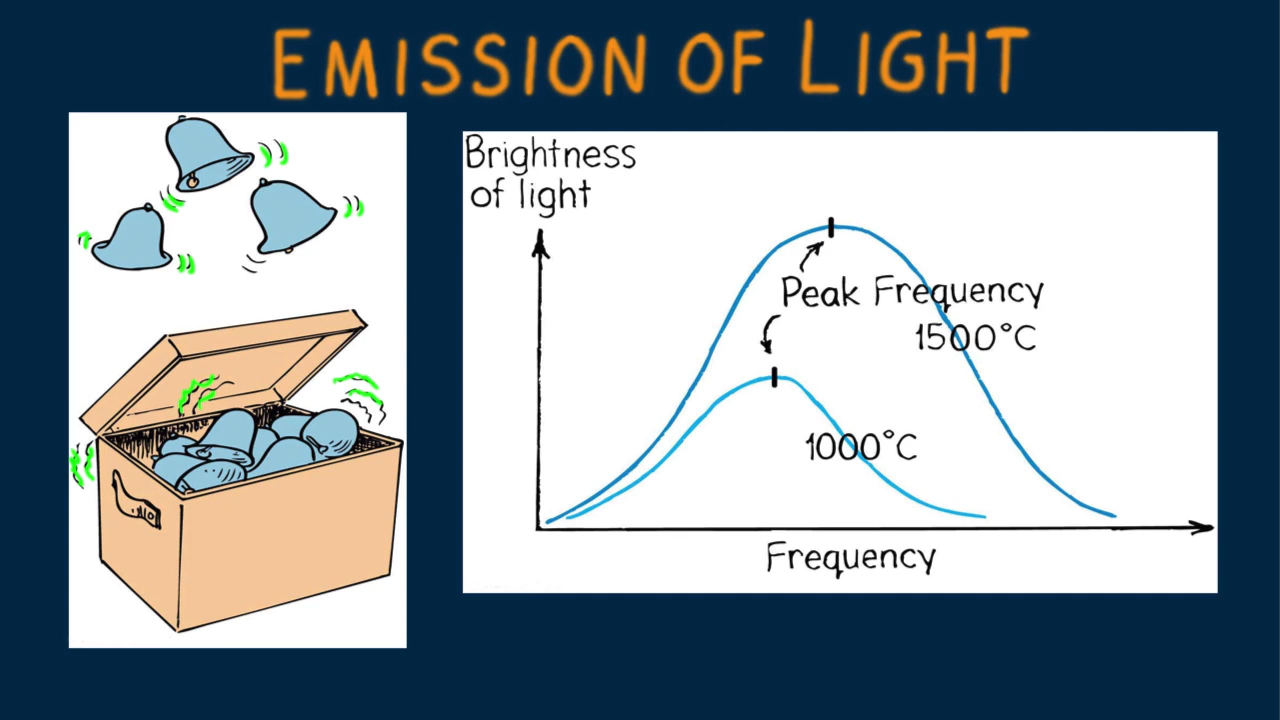 EMISSION OF LIGHT
Brightness
of light
Peak Frequency
1500°C
1000°C
Frequency